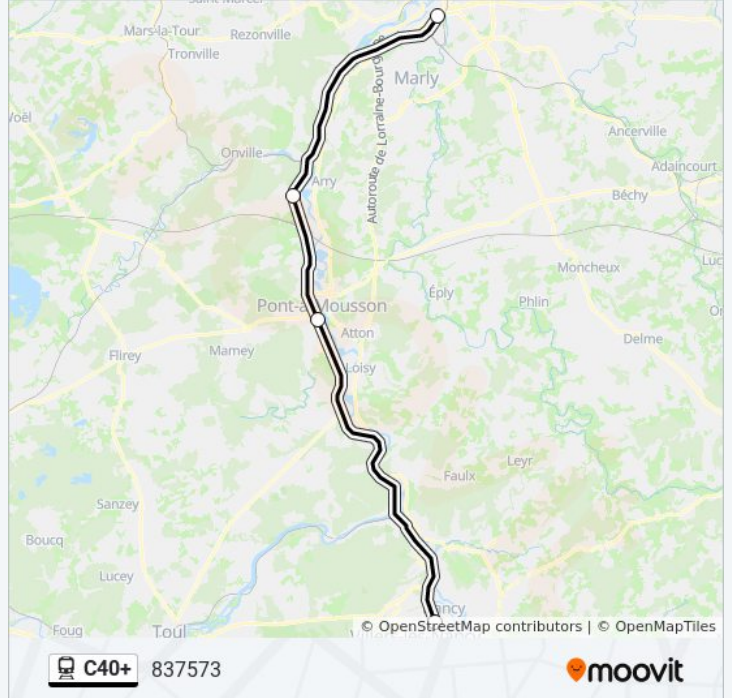 Mars-la-Tour
Rezonville
Tronville
Marly
Autoroute de Lorraine-Bourgogne
Ancerville
Onville
Adaincourt
Arry
Béchy
Moncheux
Éply
Phlin
Pont-à-Mousson
Atton
Delme
Flirey
Mamey
Loisy
Leyr
Faulx
Sanzey
Boucq
Lucey
Foug
Toul
© OpenStreetMap contributors | © OpenMapTiles
C40+ 837573
moovit